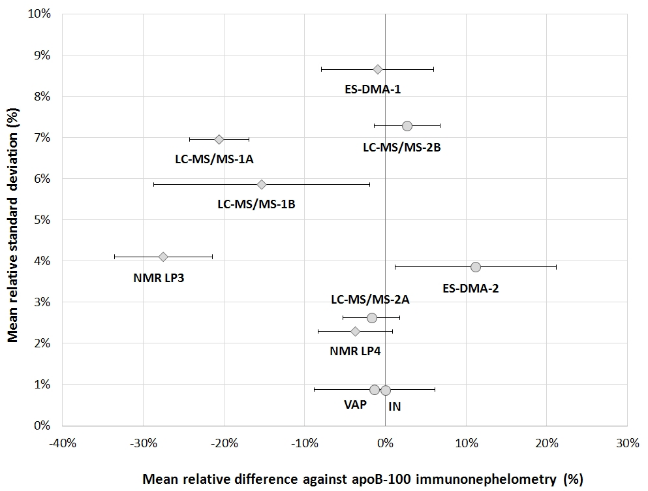 10%
9%
8%
7%
6%
5%
4%
3%
2%
1%
0%
Mean relative standard deviation (%)
ES-DMA-1
LC-MS/MS-2B
LC-MS/MS-1A
LC-MS/MS-1B
NMR LP3
ES-DMA-2
LC-MS/MS-2A
NMR LP4
VAP
IN
-40%
-30%
-20%
-10%
0%
10%
20%
30%
Mean relative difference against apoB-100 immunonephelometry (%)